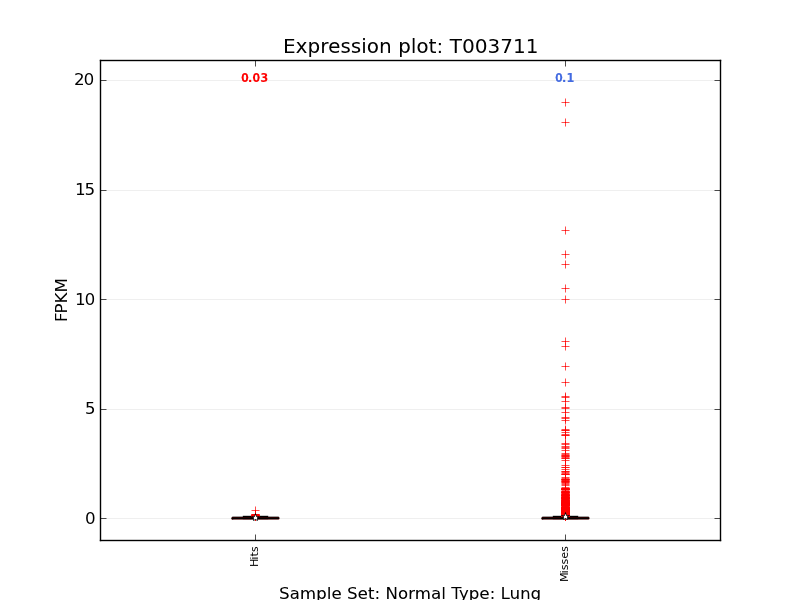 Expression plot: T003711
0.03
0.1
20
15
10
5
0
FPKM
Hits
Misses
Sample Set: Normal Type: Lung